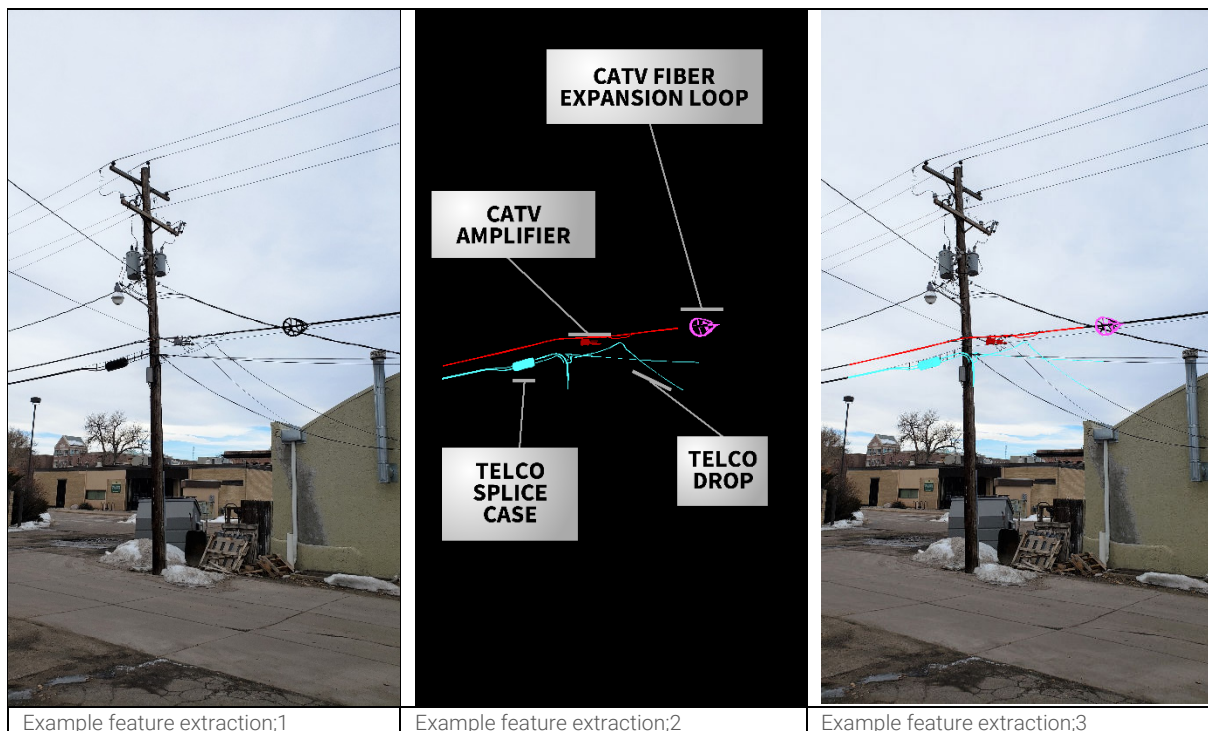 CATV FIBER
EXPANSION LOOP
CATV
AMPLIFIER
TELCO
SPLICE
CASE
TELCO
DROP
Example feature extraction;1
Example feature extraction;2
Example feature extraction;3